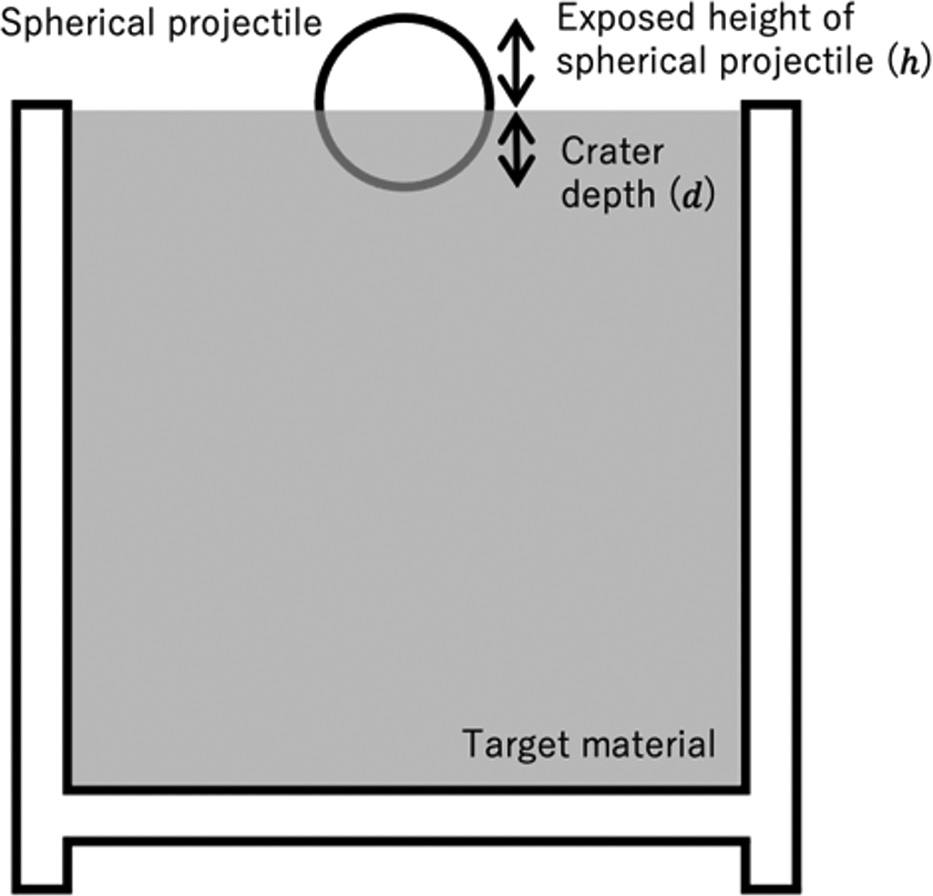 Spherical projectile
Exposed height of
spherical projectile (h)
Crater
depth (d)
Target material